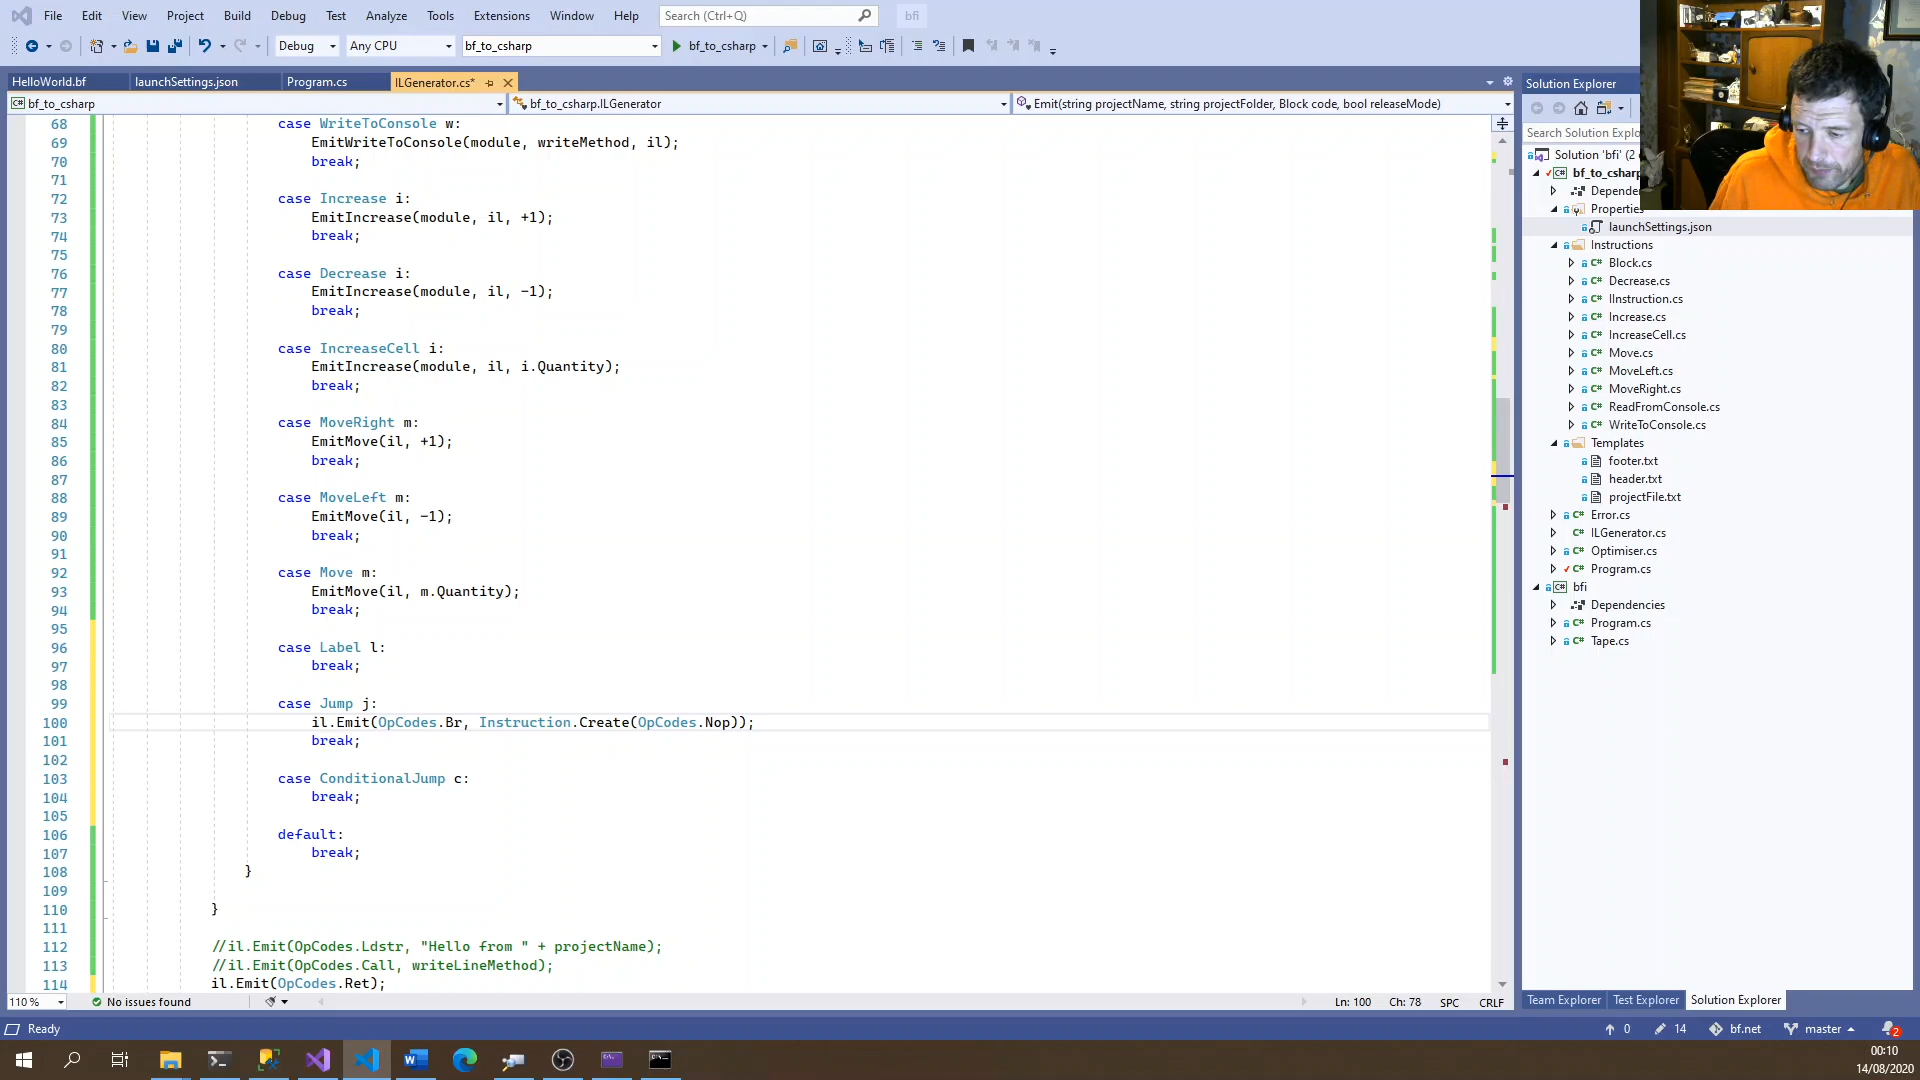 File Edit View Project Build Debug Test Analyze Tools Extensions Window Help Search (Ctrl+Q) bfi
Debug Any CPU bf_to_csharp bf_to_csharp
HelloWorld.bf launchSettings.json Program.cs ILGenerator.cs*
bf_to_csharp bf_to_csharp.ILGenerator Emit(string projectName, string projectFolder, Block code, bool releaseMode)
68 case WriteToConsole w:
69 EmitWriteToConsole(module, writeMethod, il);
70 break;
71
72 case Increase i:
73 EmitIncrease(module, il, +1);
74 break;
75
76 case Decrease i:
77 EmitIncrease(module, il, -1);
78 break;
79
80 case IncreaseCell i:
81 EmitIncrease(module, il, i.Quantity);
82 break;
83
84 case MoveRight m:
85 EmitMove(il, +1);
86 break;
87
88 case MoveLeft m:
89 EmitMove(il, -1);
90 break;
91
92 case Move m:
93 EmitMove(il, m.Quantity);
94 break;
95
96 case Label l:
97 break;
98
99 case Jump j:
100 il.Emit(OpCodes.Br, Instruction.Create(OpCodes.Nop));
101 break;
102
103 case ConditionalJump c:
104 break;
105
106 default:
107 break;
108 }
109
110 }
111
112 //il.Emit(OpCodes.Ldstr, "Hello from " + projectName);
113 //il.Emit(OpCodes.Call, writeLineMethod);
114 il.Emit(OpCodes.Ret);
110 % No issues found Ln: 100 Ch: 78 SPC CRLF
Solution Explorer
Search Solution Explo
Solution 'bfi' (2
bf_to_csharp
Depende
Properties
launchSettings.json
Instructions
Block.cs
Decrease.cs
IInstruction.cs
Increase.cs
IncreaseCell.cs
Move.cs
MoveLeft.cs
MoveRight.cs
ReadFromConsole.cs
WriteToConsole.cs
Templates
footer.txt
header.txt
projectFile.txt
Error.cs
ILGenerator.cs
Optimiser.cs
Program.cs
bfi
Dependencies
Program.cs
Tape.cs
Team Explorer Test Explorer Solution Explorer
Ready 0 14 bf.net master 2
00:10
14/08/2020